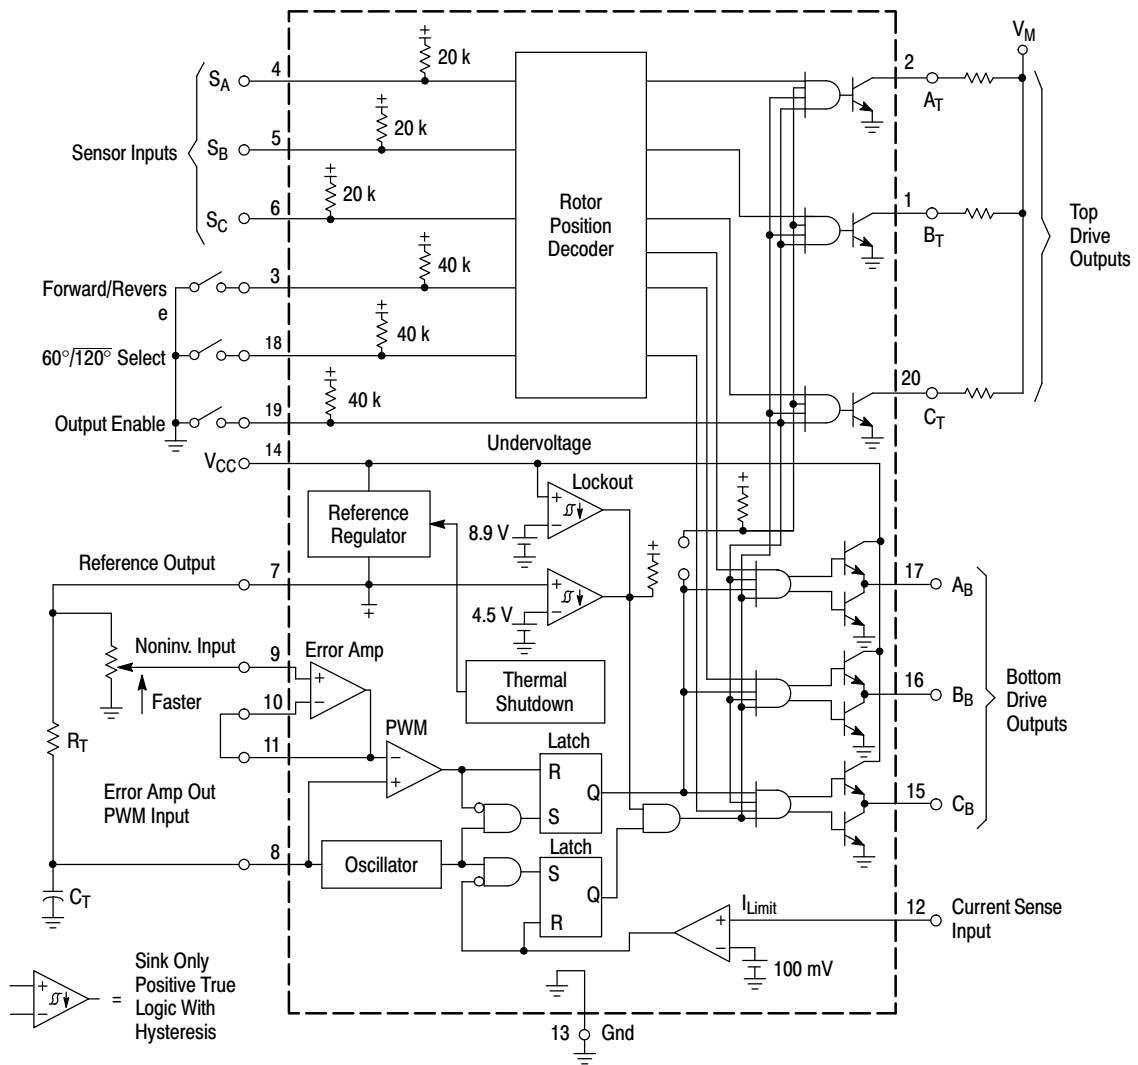 V_M
20 k
4
S_A
2
A_T
20 k
5
S_B
Sensor Inputs
20 k
6
S_C
Rotor
Position
Decoder
1
B_T
Top
Drive
Outputs
40 k
3
Forward/Revers
e
40 k
18
60°/120° Select
40 k
19
Output Enable
20
C_T
14
V_CC
Undervoltage
Lockout
Reference
Regulator
8.9 V
Reference Output
7
4.5 V
17
A_B
Noninv. Input
9
Error Amp
Faster
10
11
Thermal
Shutdown
16
B_B
Bottom
Drive
Outputs
R_T
PWM
Latch
R
Q
S
Error Amp Out
PWM Input
15
C_B
8
Oscillator
Latch
S
Q
R
C_T
I_Limit
12
Current Sense
Input
100 mV
=
Sink Only
Positive True
Logic With
Hysteresis
13
Gnd